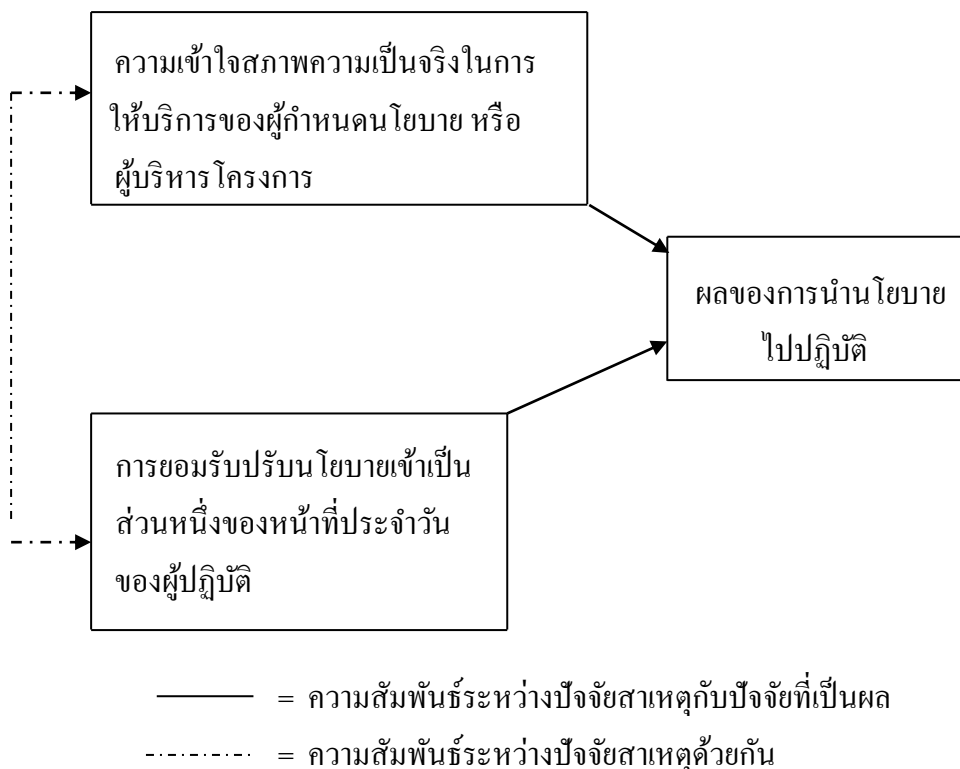 ความเข้าใจสภาพความเป็นจริงในการ
ให้บริการของผู้กำหนดนโยบาย หรือ
ผู้บริหารโครงการ
ผลของการนำนโยบาย
ไปปฏิบัติ
การยอมรับปรับนโยบายเข้าเป็น
ส่วนหนึ่งของหน้าที่ประจำวัน
ของผู้ปฏิบัติ
= ความสัมพันธ์ระหว่างปัจจัยสาเหตุกับปัจจัยที่เป็นผล
= ความสัมพันธ์ระหว่างปัจจัยสาเหตุด้วยกัน